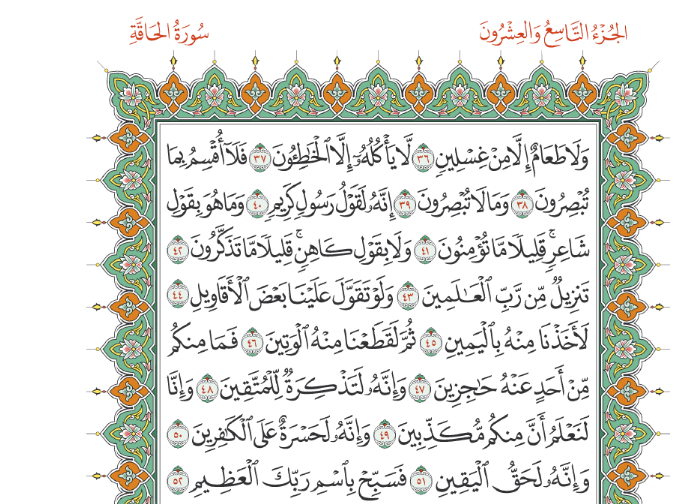 الجُزْءُ التَّاسِعُ وَالعِشْرُونَ
سُورَةُ الحَاقَّةِ
وَلَا طَعَامٌ إِلَّا مِنْ غِسْلِينٍ ٣٦ لَّا يَأْكُلُهُۥٓ إِلَّا ٱلْخَٰطِـُٔونَ ٣٧ فَلَآ أُقْسِمُ بِمَا
تُبْصِرُونَ ٣٨ وَمَا لَا تُبْصِرُونَ ٣٩ إِنَّهُۥ لَقَوْلُ رَسُولٍ كَرِيمٍ ٤٠ وَمَا هُوَ بِقَوْلِ
شَاعِرٍۚ قَلِيلًا مَّا تُؤْمِنُونَ ٤١ وَلَا بِقَوْلِ كَاهِنٍۚ قَلِيلًا مَّا تَذَكَّرُونَ ٤٢
تَنزِيلٌ مِّن رَّبِّ ٱلْعَٰلَمِينَ ٤٣ وَلَوْ تَقَوَّلَ عَلَيْنَا بَعْضَ ٱلْأَقَاوِيلِ ٤٤
لَأَخَذْنَا مِنْهُ بِٱلْيَمِينِ ٤٥ ثُمَّ لَقَطَعْنَا مِنْهُ ٱلْوَتِينَ ٤٦ فَمَا مِنكُم
مِّنْ أَحَدٍ عَنْهُ حَٰجِزِينَ ٤٧ وَإِنَّهُۥ لَتَذْكِرَةٌ لِّلْمُتَّقِينَ ٤٨ وَإِنَّا
لَنَعْلَمُ أَنَّ مِنكُم مُّكَذِّبِينَ ٤٩ وَإِنَّهُۥ لَحَسْرَةٌ عَلَى ٱلْكَٰفِرِينَ ٥٠
وَإِنَّهُۥ لَحَقُّ ٱلْيَقِينِ ٥١ فَسَبِّحْ بِٱسْمِ رَبِّكَ ٱلْعَظِيمِ ٥٢